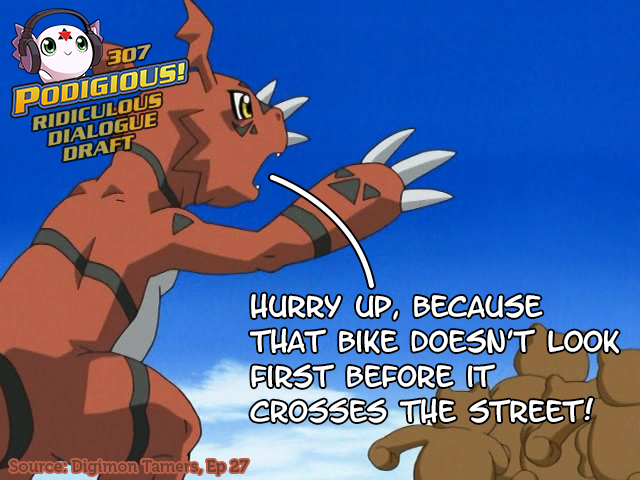 307
PODIGIOUS!
RIDICULOUS
DIALOGUE
DRAFT
HURRY UP, BECAUSE
THAT BIKE DOESN'T LOOK
FIRST BEFORE IT
CROSSES THE STREET!
Source: Digimon Tamers, Ep 27